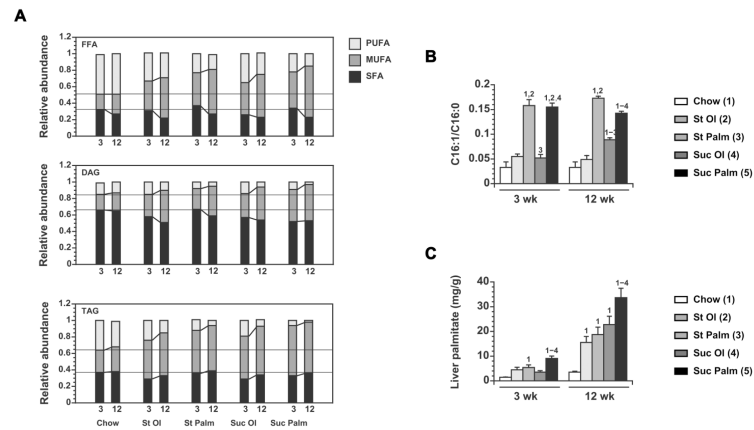 A
FFA
Relative abundance
1.2
1
0.8
0.6
0.4
0.2
0
3 12 3 12 3 12 3 12 3 12
PUFA
MUFA
SFA
DAG
Relative abundance
1.2
1
0.8
0.6
0.4
0.2
0
3 12 3 12 3 12 3 12 3 12
TAG
Relative abundance
1.2
1
0.8
0.6
0.4
0.2
0
3 12 3 12 3 12 3 12 3 12
Chow St Ol St Palm Suc Ol Suc Palm
B
C16:1/C16:0
0.2
0.15
0.1
0.05
0
1,2 3 1,2,4 1,2 1-3 1-4
3 wk 12 wk
Chow (1)
St Ol (2)
St Palm (3)
Suc Ol (4)
Suc Palm (5)
C
Liver palmitate (mg/g)
40
30
20
10
0
1 1-4 1 1 1 1-4
3 wk 12 wk
Chow (1)
St Ol (2)
St Palm (3)
Suc Ol (4)
Suc Palm (5)